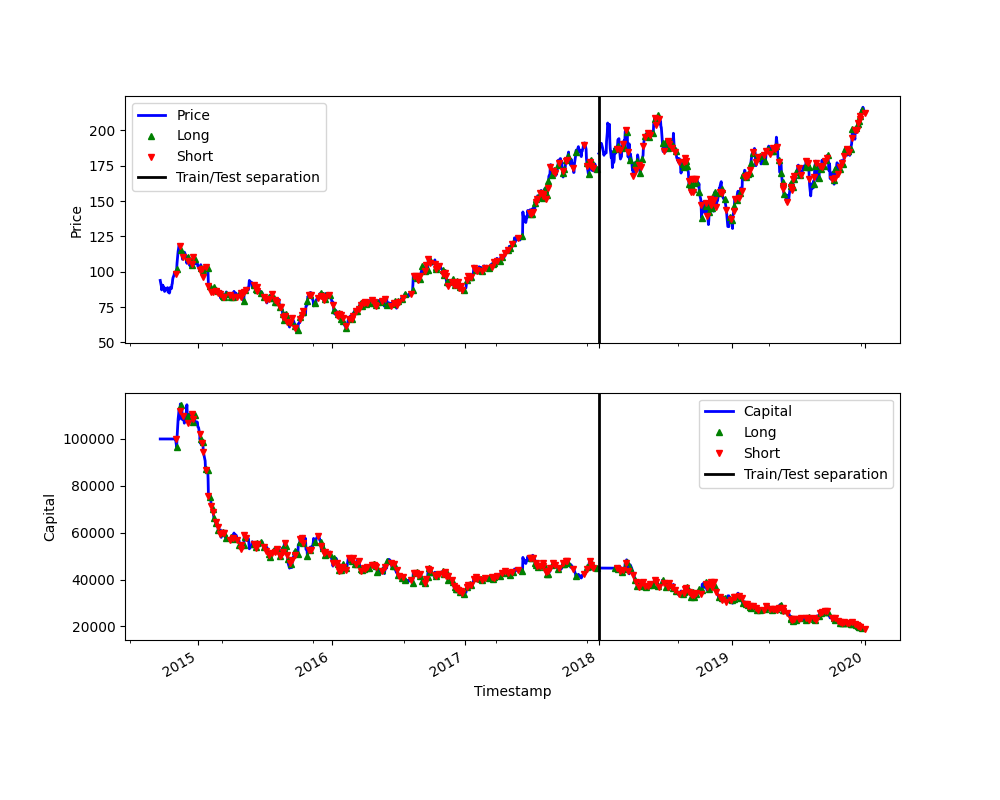 Price
Long
Short
Train/Test separation
200
175
150
125
100
75
50
Price
Capital
Long
Short
Train/Test separation
100000
80000
60000
40000
20000
Capital
2015
2016
2017
2018
2019
2020
Timestamp